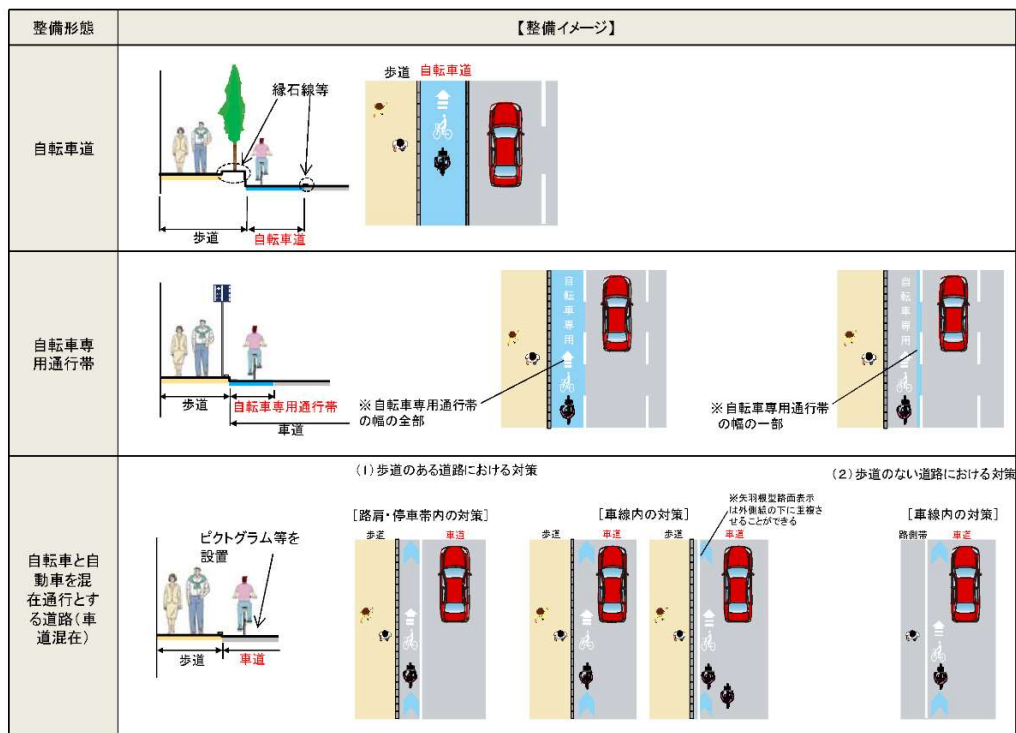 整備形態
【整備イメージ】
自転車道
縁石線等
歩道
自転車道
歩道 自転車道
自転車専
用通行帯
歩道
自転車専用通行帯
車道
自転車専用
※自転車専用通行帯
の幅の全部
自転車専用
※自転車専用通行帯
の幅の一部
自転車と自
動車を混
在通行とす
る道路(車
道混在)
ピクトグラム等を
設置
歩道
車道
(1)歩道のある道路における対策
[路肩・停車帯内の対策]
歩道 車道
[車線内の対策]
歩道 車道
※矢羽根型路面表示
は外側線の下に重複さ
せることができる
歩道 車道
(2)歩道のない道路における対策
[車線内の対策]
路側帯 車道